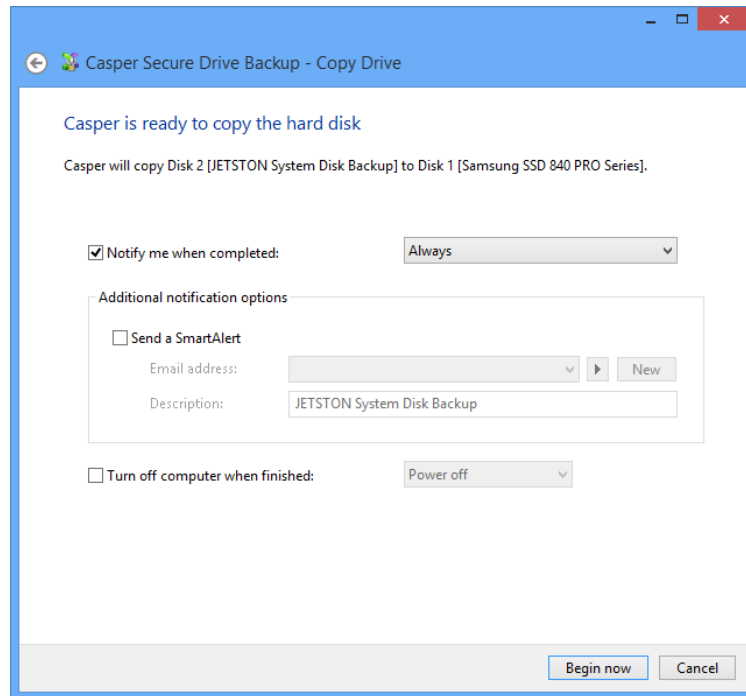 Casper Secure Drive Backup - Copy Drive
Casper is ready to copy the hard disk
Casper will copy Disk 2 [JETSTON System Disk Backup] to Disk 1 [Samsung SSD 840 PRO Series].
Notify me when completed: Always
Additional notification options
Send a SmartAlert
Email address: New
Description: JETSTON System Disk Backup
Turn off computer when finished: Power off
Begin now Cancel